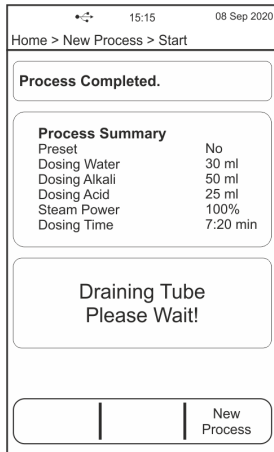 15:15 08 Sep 2020
Home > New Process > Start
Process Completed.
Process Summary
Preset No
Dosing Water 30 ml
Dosing Alkali 50 ml
Dosing Acid 25 ml
Steam Power 100%
Dosing Time 7:20 min
Draining Tube
Please Wait!
New
Process